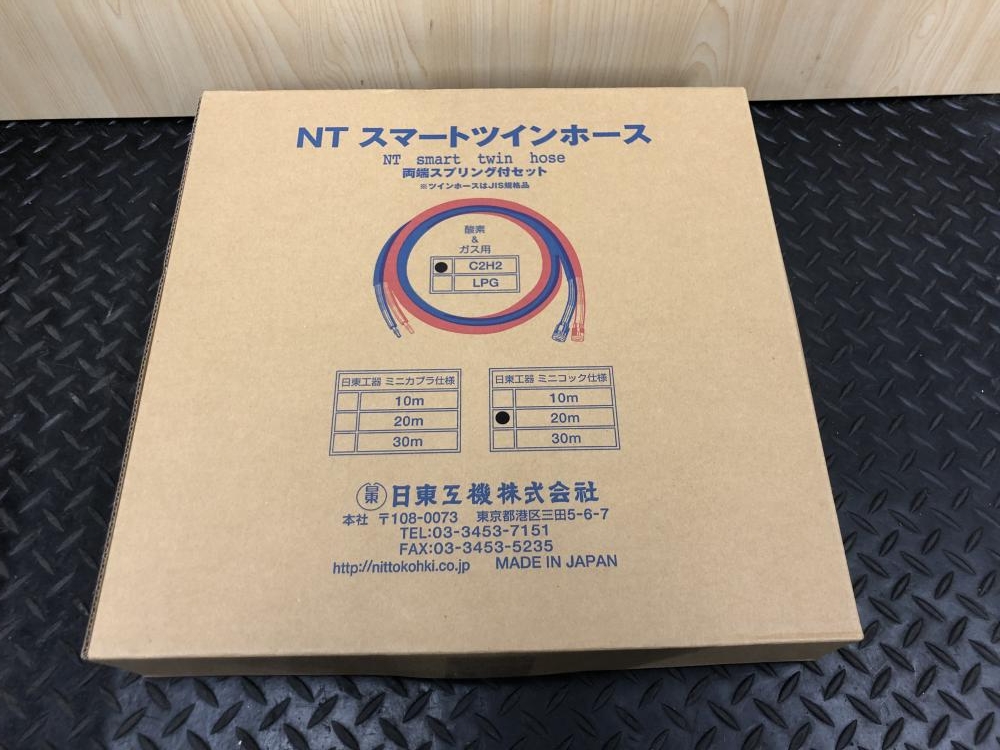 NT スマートツインホース
NT smart twin hose
両端スプリング付セット
※ツインホースはJIS規格品
酸素
&
ガス用
C2H2
LPG
日東工器 ミニカプラ仕様
10m
20m
30m
日東工器 ミニコック仕様
10m
20m
30m
日東 日東工機株式会社
本社 〒108-0073 東京都港区三田5-6-7
TEL:03-3453-7151
FAX:03-3453-5235
http://nittokohki.co.jp MADE IN JAPAN